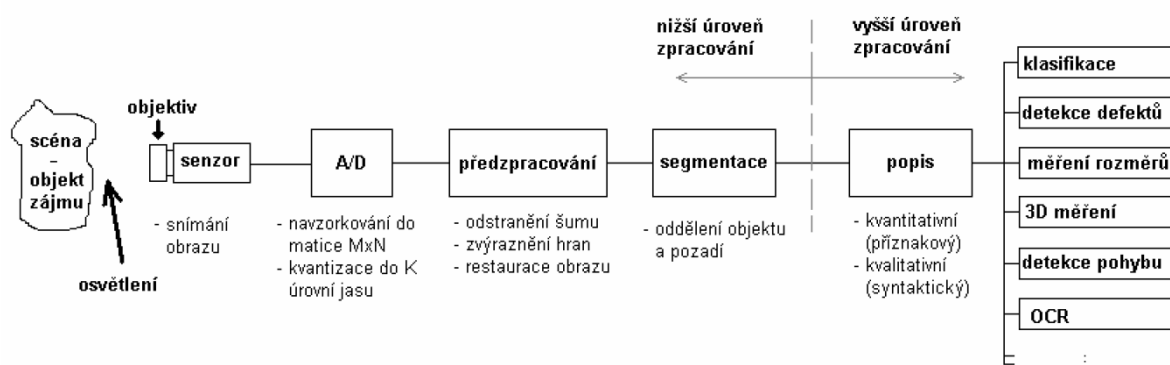 nižší úroveň
zpracování
vyšší úroveň
zpracování
objektiv
scéna
–
objekt
zájmu
osvětlení
senzor
- snímání
obrazu
A/D
- navzorkování do
matice MxN
- kvantizace do K
úrovní jasu
předzpracování
- odstranění šumu
- zvýraznění hran
- restaurace obrazu
segmentace
- oddělení objektu
a pozadí
popis
- kvantitativní
(příznakový)
- kvalitativní
(syntaktický)
klasifikace
detekce defektů
měření rozměrů
3D měření
detekce pohybu
OCR
: